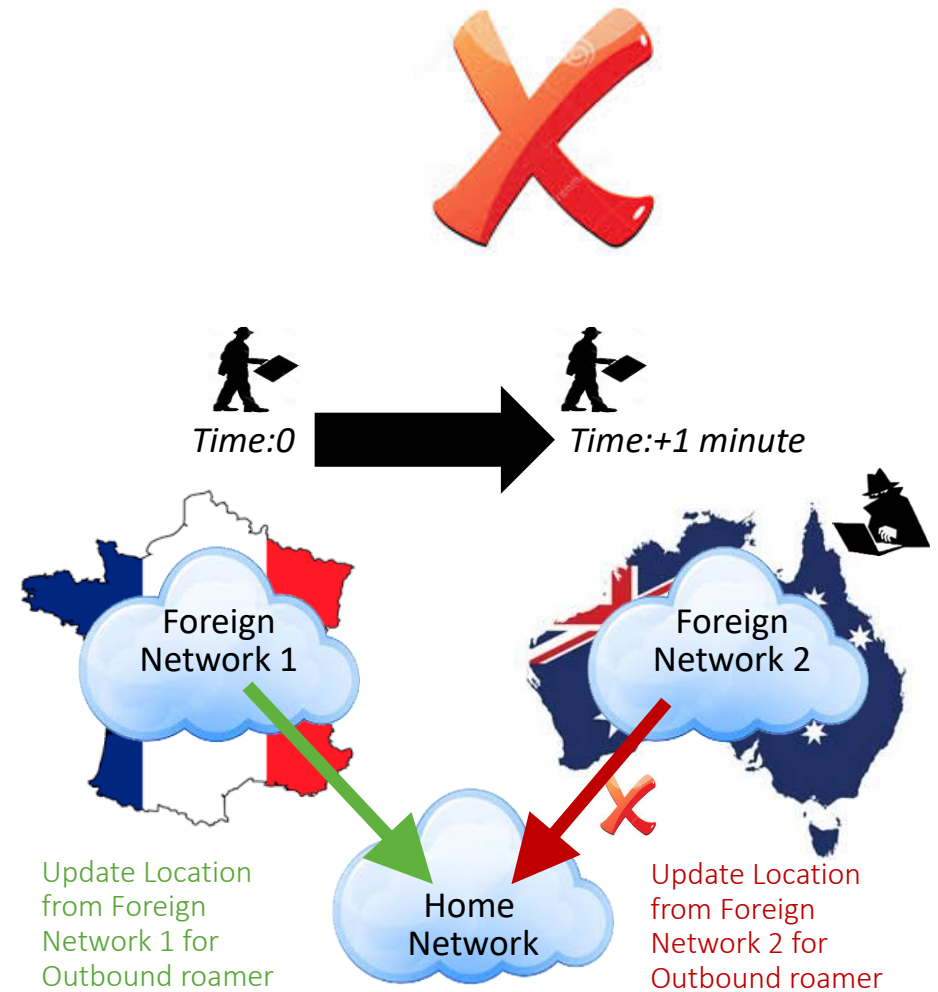 Time:0
Time:+1 minute
Foreign
Network 1
Foreign
Network 2
Home
Network
Update Location
from Foreign
Network 1 for
Outbound roamer
Update Location
from Foreign
Network 2 for
Outbound roamer